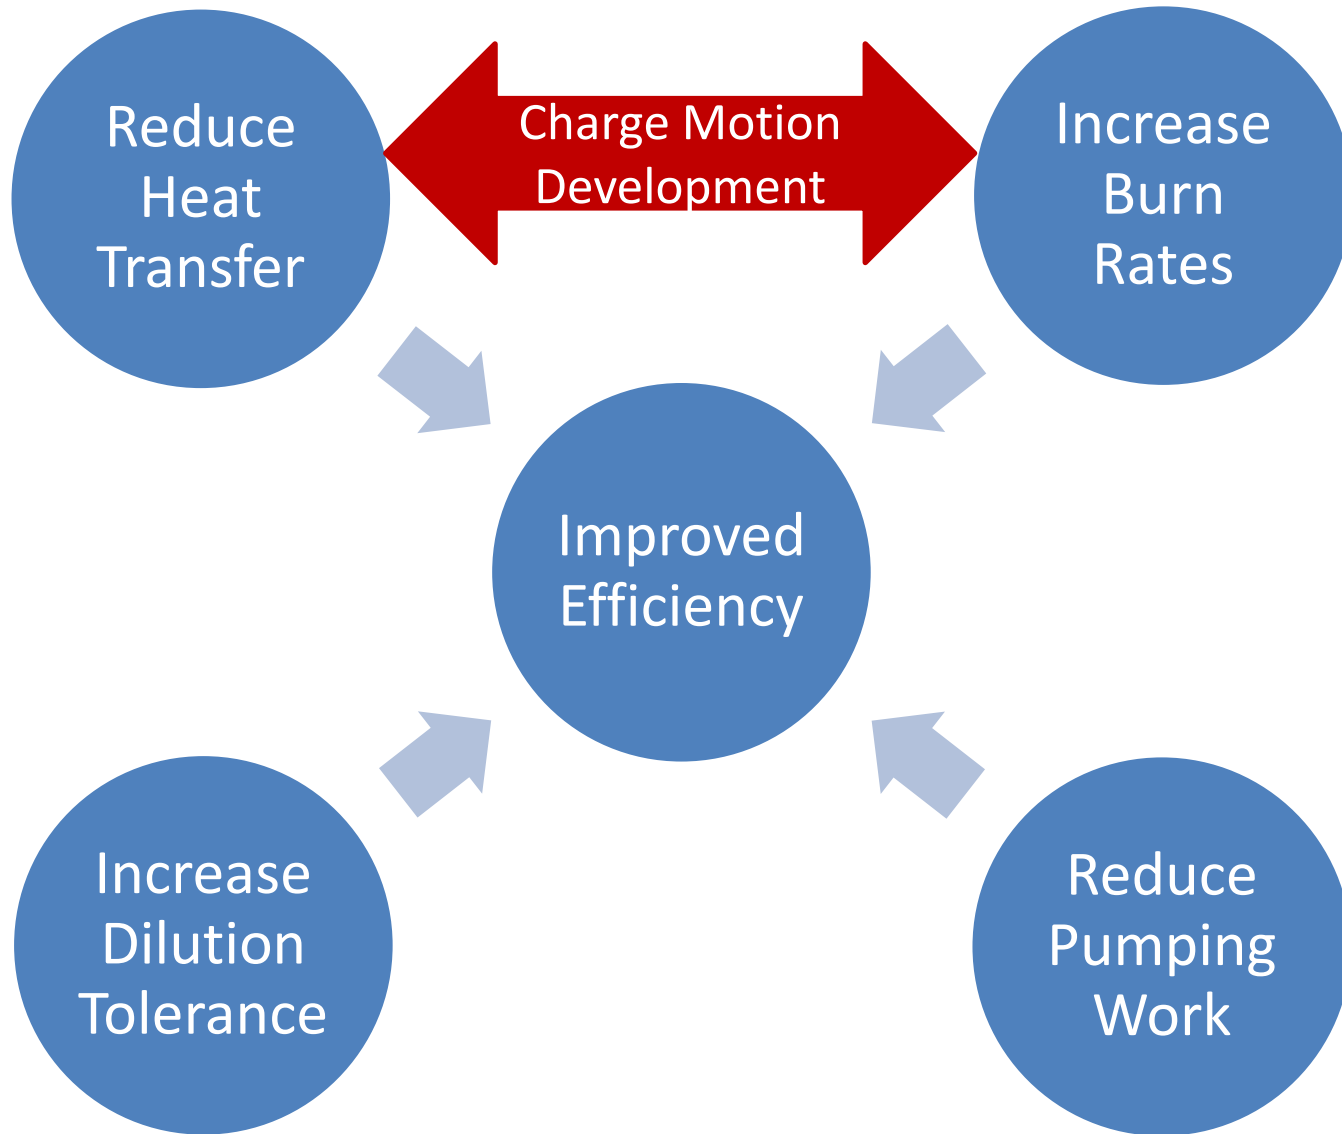 Reduce
Heat
Transfer
Charge Motion
Development
Increase
Burn
Rates
Improved
Efficiency
Increase
Dilution
Tolerance
Reduce
Pumping
Work